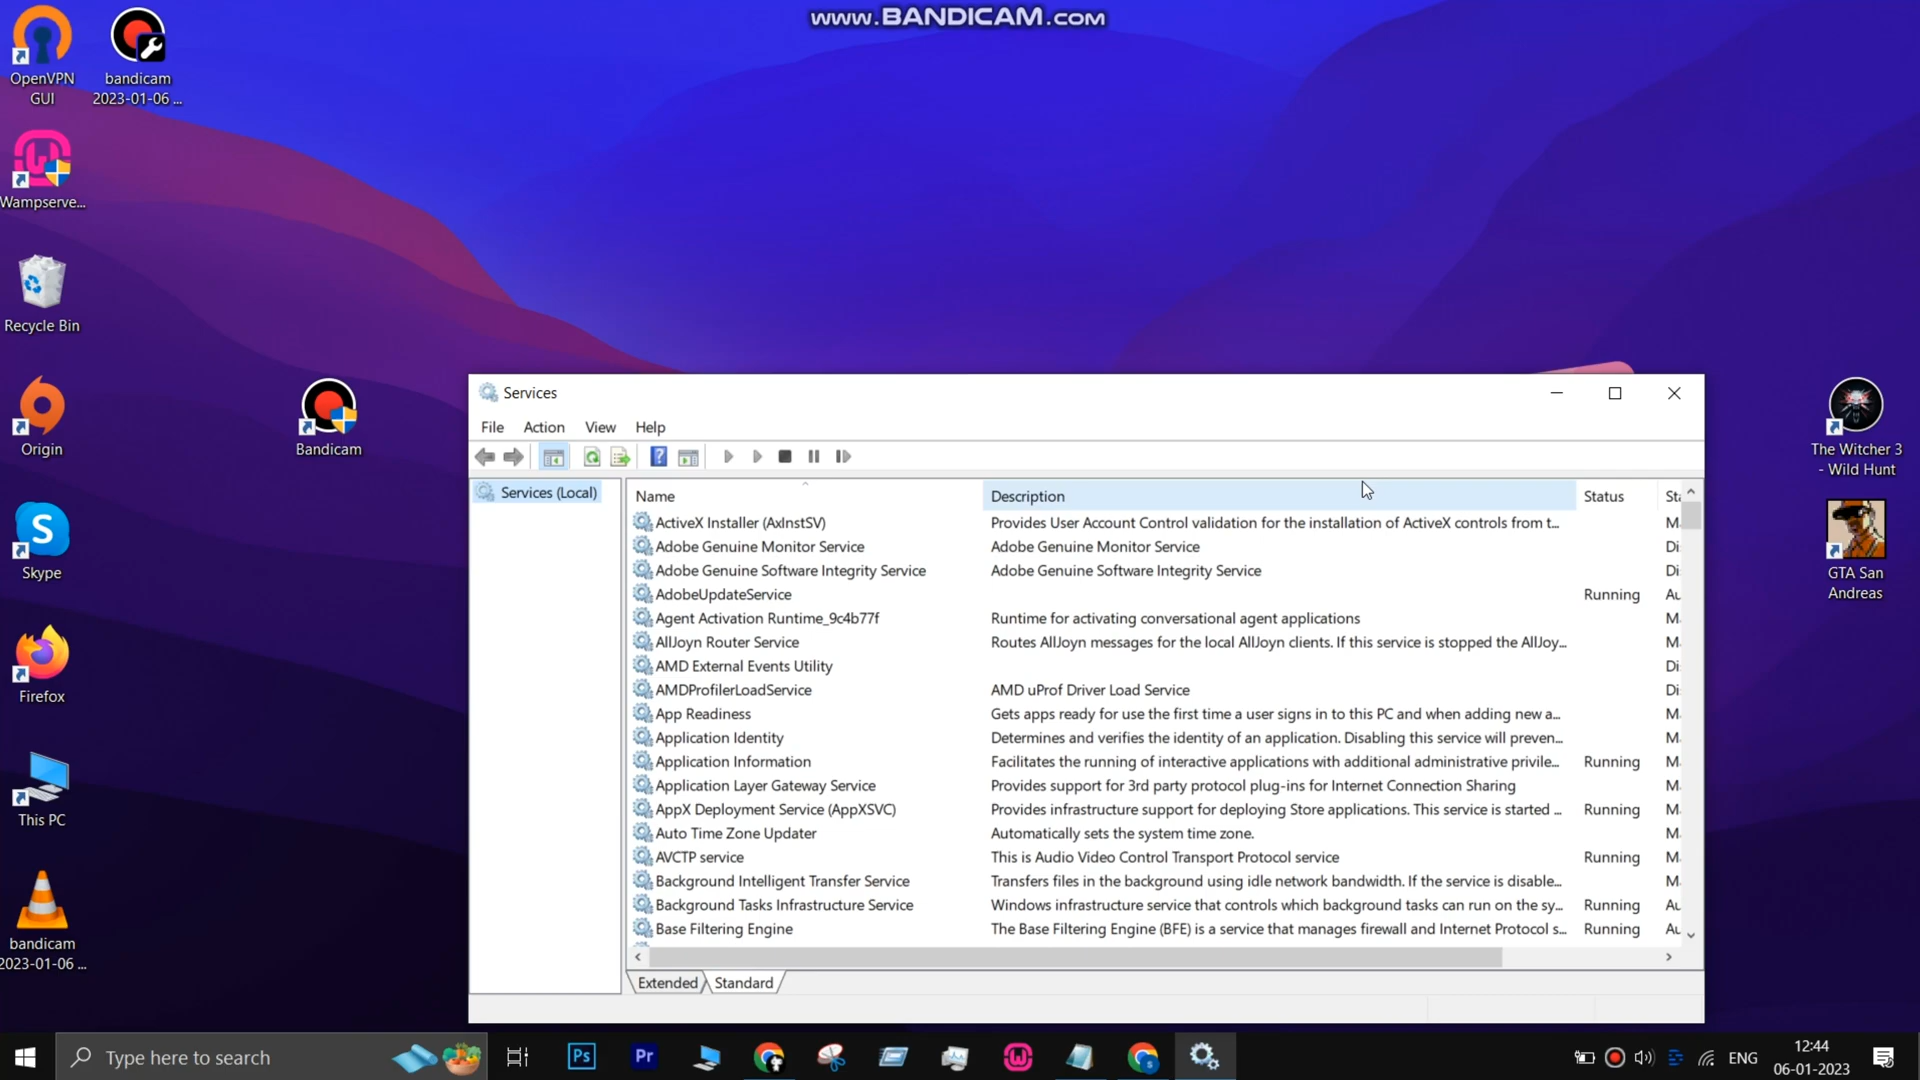 www.BANDICAM.com
OpenVPN
GUI
bandicam
2023-01-06 ...
Wampserve...
Recycle Bin
Origin
Bandicam
Skype
Firefox
This PC
bandicam
2023-01-06 ...
The Witcher 3
- Wild Hunt
GTA San
Andreas
Services
File Action View Help
Services (Local)
Name Description Status Sta
ActiveX Installer (AxInstSV) Provides User Account Control validation for the installation of ActiveX controls from t... M
Adobe Genuine Monitor Service Adobe Genuine Monitor Service Di
Adobe Genuine Software Integrity Service Adobe Genuine Software Integrity Service Di
AdobeUpdateService Running Au
Agent Activation Runtime_9c4b77f Runtime for activating conversational agent applications M
AllJoyn Router Service Routes AllJoyn messages for the local AllJoyn clients. If this service is stopped the AllJoy... M
AMD External Events Utility Di
AMDProfilerLoadService AMD uProf Driver Load Service Di
App Readiness Gets apps ready for use the first time a user signs in to this PC and when adding new a... M
Application Identity Determines and verifies the identity of an application. Disabling this service will preven... M
Application Information Facilitates the running of interactive applications with additional administrative privile... Running M
Application Layer Gateway Service Provides support for 3rd party protocol plug-ins for Internet Connection Sharing M
AppX Deployment Service (AppXSVC) Provides infrastructure support for deploying Store applications. This service is started ... Running M
Auto Time Zone Updater Automatically sets the system time zone. M
AVCTP service This is Audio Video Control Transport Protocol service Running M
Background Intelligent Transfer Service Transfers files in the background using idle network bandwidth. If the service is disable... M
Background Tasks Infrastructure Service Windows infrastructure service that controls which background tasks can run on the sy... Running Au
Base Filtering Engine The Base Filtering Engine (BFE) is a service that manages firewall and Internet Protocol s... Running Au
Extended Standard
Type here to search
Ps
Pr
ENG
12:44
06-01-2023